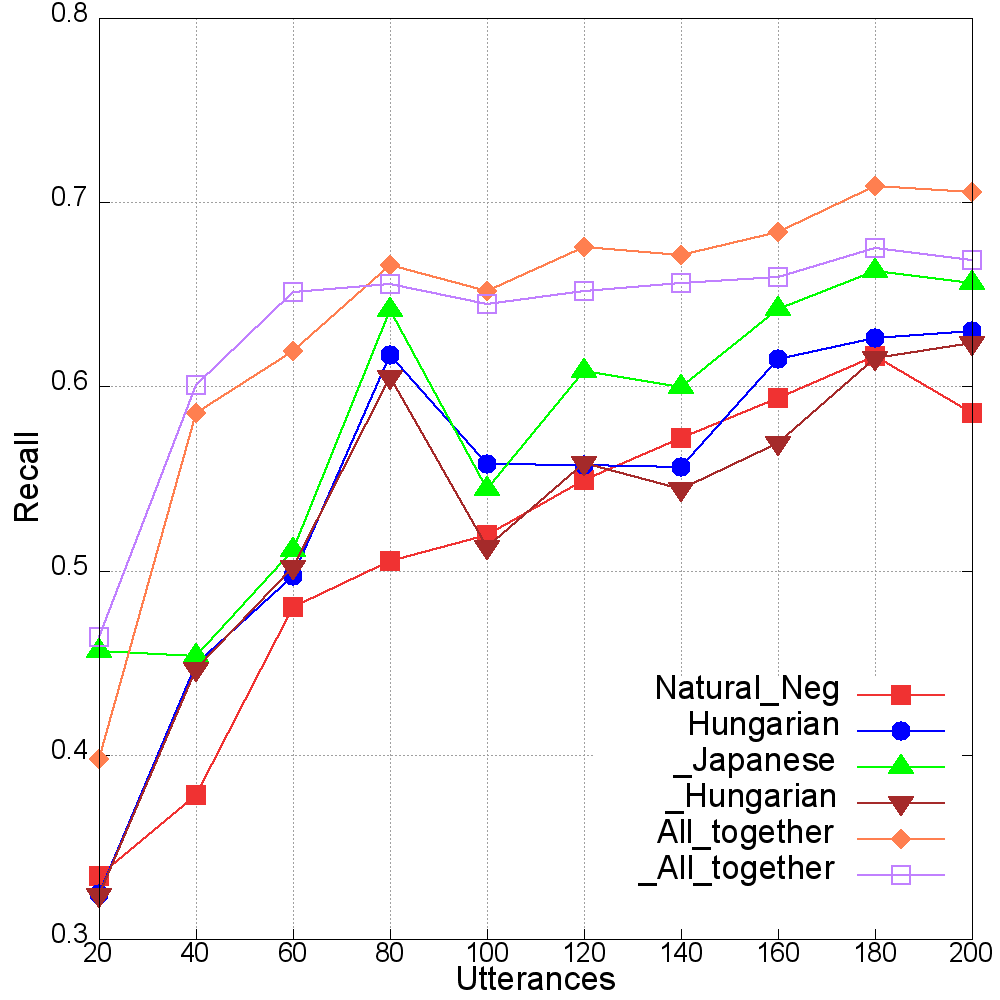 0.8
0.7
0.6
0.5
0.4
0.3
Recall
20 40 60 80 100 120 140 160 180 200
Utterances
Natural_Neg
Hungarian
_Japanese
_Hungarian
All_together
_All_together